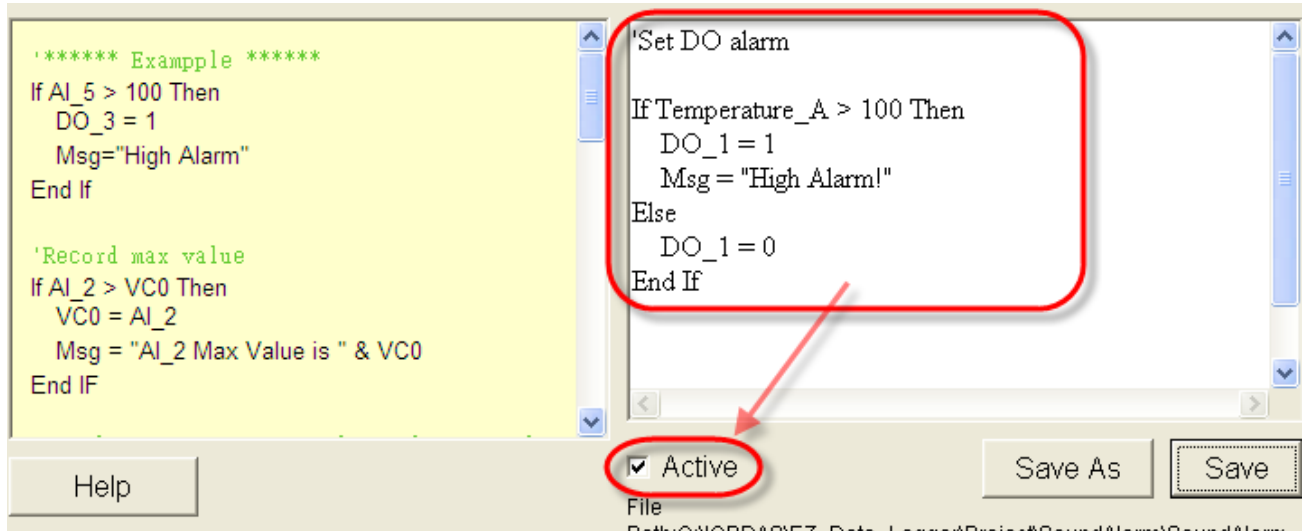 '****** Exampple ******
If AI_5 > 100 Then
DO_3 = 1
Msg="High Alarm"
End If
'Record max value
If AI_2 > VC0 Then
VC0 = AI_2
Msg = "AI_2 Max Value is " & VC0
End IF
'Set DO alarm
If Temperature_A > 100 Then
DO_1 = 1
Msg = "High Alarm!"
Else
DO_1 = 0
End If
Active
Save As
Save
Help
File